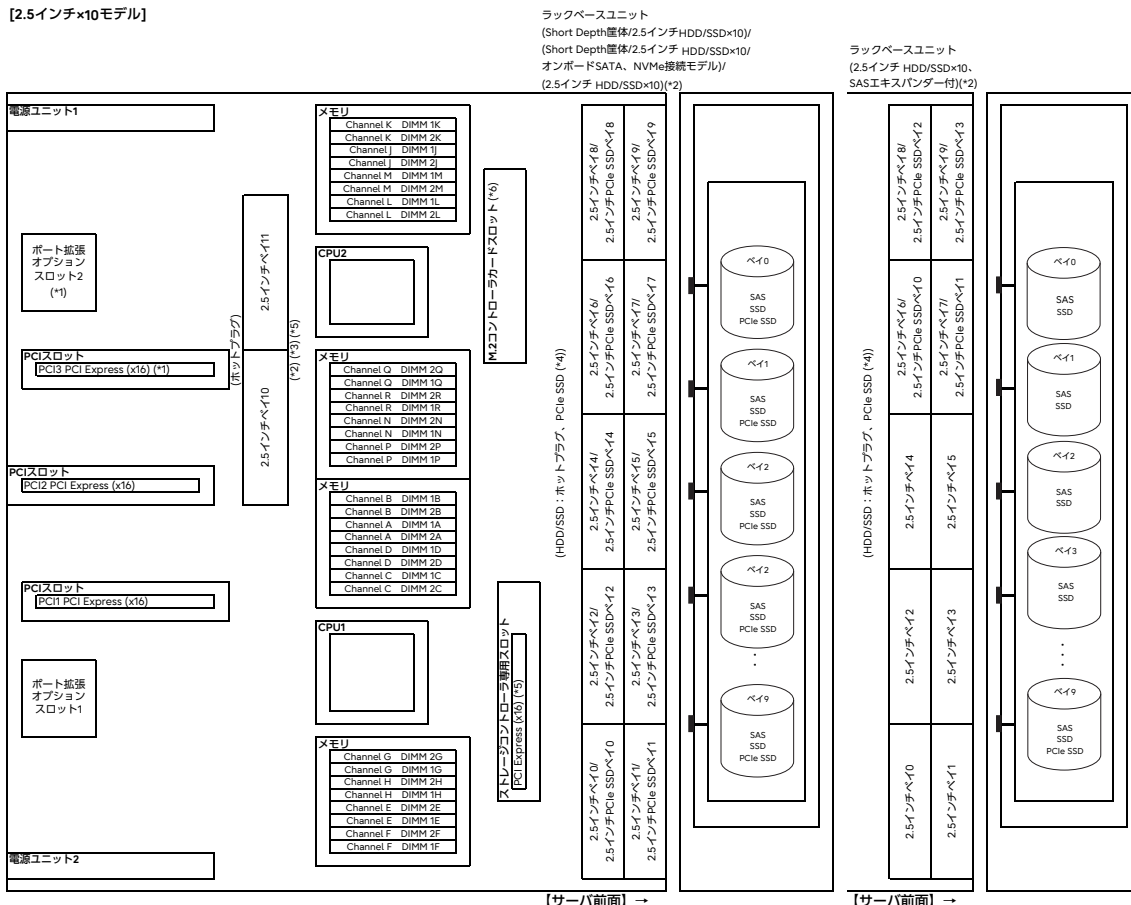 [2.5インチ×10モデル]
ラックベースユニット
(Short Depth筐体/2.5インチHDD/SSD×10)/
(Short Depth筐体/2.5インチ HDD/SSD×10/
オンボードSATA、NVMe接続モデル)/
(2.5インチ HDD/SSD×10)(*2)
ラックベースユニット
(2.5インチ HDD/SSD×10、
SASエキスパンダー付)(*2)
電源ユニット1
ポート拡張
オプション
スロット2
(*1)
PCIスロット
PCI3 PCI Express (x16) (*1)
PCIスロット
PCI2 PCI Express (x16)
PCIスロット
PCI1 PCI Express (x16)
ポート拡張
オプション
スロット1
電源ユニット2
(ホットプラグ)
2.5インチベイ11
2.5インチベイ10
(*2) (*3) (*5)
メモリ
Channel K DIMM 1K
Channel K DIMM 2K
Channel J DIMM 1J
Channel J DIMM 2J
Channel M DIMM 1M
Channel M DIMM 2M
Channel L DIMM 1L
Channel L DIMM 2L
CPU2
メモリ
Channel Q DIMM 2Q
Channel Q DIMM 1Q
Channel R DIMM 2R
Channel R DIMM 1R
Channel N DIMM 2N
Channel N DIMM 1N
Channel P DIMM 2P
Channel P DIMM 1P
メモリ
Channel B DIMM 1B
Channel B DIMM 2B
Channel A DIMM 1A
Channel A DIMM 2A
Channel D DIMM 1D
Channel D DIMM 2D
Channel C DIMM 1C
Channel C DIMM 2C
CPU1
メモリ
Channel G DIMM 2G
Channel G DIMM 1G
Channel H DIMM 2H
Channel H DIMM 1H
Channel E DIMM 2E
Channel E DIMM 1E
Channel F DIMM 2F
Channel F DIMM 1F
M.2コントローラカードスロット (*6)
ストレージコントローラ専用スロット
PCI Express (x16) (*5)
(HDD/SSD：ホットプラグ、PCIe SSD (*4))
2.5インチベイ8/
2.5インチPCIe SSDベイ8
2.5インチベイ9/
2.5インチPCIe SSDベイ9
2.5インチベイ6/
2.5インチPCIe SSDベイ6
2.5インチベイ7/
2.5インチPCIe SSDベイ7
2.5インチベイ4/
2.5インチPCIe SSDベイ4
2.5インチベイ5/
2.5インチPCIe SSDベイ5
2.5インチベイ2/
2.5インチPCIe SSDベイ2
2.5インチベイ3/
2.5インチPCIe SSDベイ3
2.5インチベイ0/
2.5インチPCIe SSDベイ0
2.5インチベイ1/
2.5インチPCIe SSDベイ1
【サーバ前面】→
ベイ0
SAS
SSD
PCIe SSD
ベイ1
SAS
SSD
PCIe SSD
ベイ2
SAS
SSD
PCIe SSD
ベイ2
SAS
SSD
PCIe SSD
ベイ9
SAS
SSD
PCIe SSD
(HDD/SSD：ホットプラグ、PCIe SSD (*4))
2.5インチベイ8/
2.5インチPCIe SSDベイ2
2.5インチベイ9/
2.5インチPCIe SSDベイ3
2.5インチベイ6/
2.5インチPCIe SSDベイ0
2.5インチベイ7/
2.5インチPCIe SSDベイ1
2.5インチベイ4
2.5インチベイ5
2.5インチベイ2
2.5インチベイ3
2.5インチベイ0
2.5インチベイ1
【サーバ前面】→
ベイ0
SAS
SSD
ベイ1
SAS
SSD
ベイ2
SAS
SSD
ベイ3
SAS
SSD
ベイ9
SAS
SSD
PCIe SSD